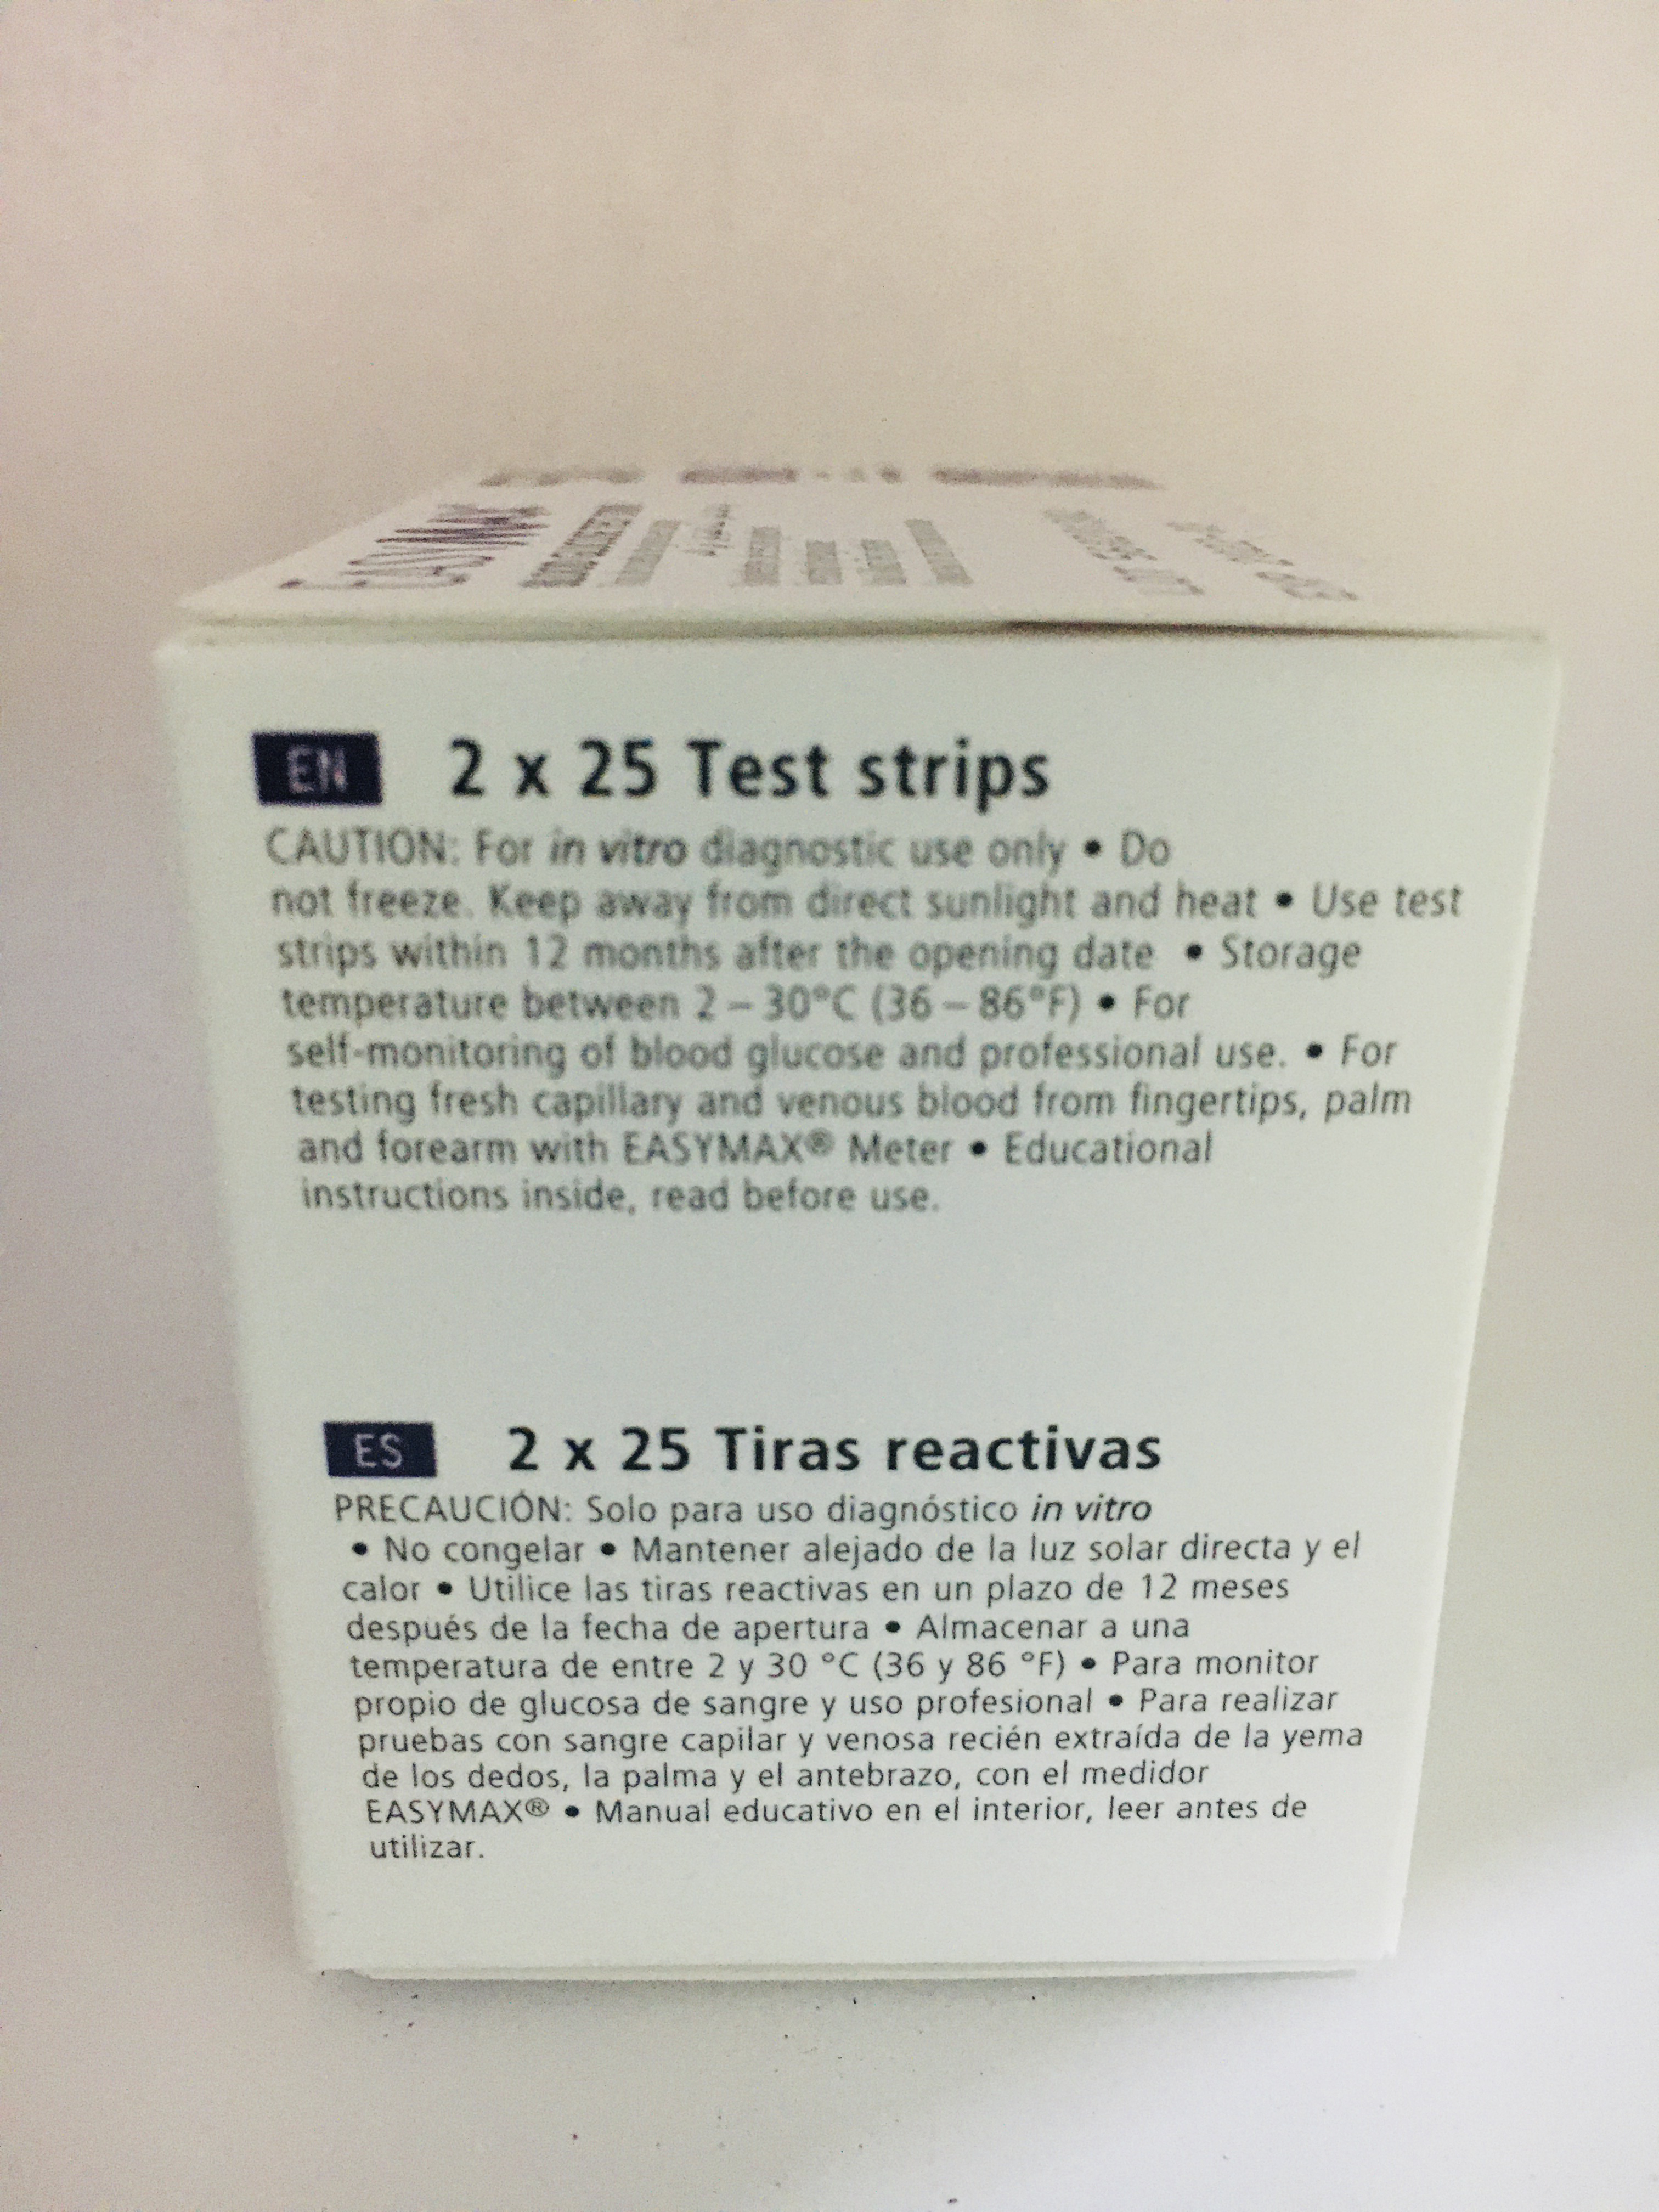 EN 2 x 25 Test strips
CAUTION: For in vitro diagnostic use only • Do
not freeze. Keep away from direct sunlight and heat • Use test
strips within 12 months after the opening date • Storage
temperature between 2 – 30°C (36 – 86°F) • For
self-monitoring of blood glucose and professional use. • For
testing fresh capillary and venous blood from fingertips, palm
and forearm with EASYMAX® Meter • Educational
instructions inside, read before use.
ES 2 x 25 Tiras reactivas
PRECAUCIÓN: Solo para uso diagnóstico in vitro
• No congelar • Mantener alejado de la luz solar directa y el
calor • Utilice las tiras reactivas en un plazo de 12 meses
después de la fecha de apertura • Almacenar a una
temperatura de entre 2 y 30 °C (36 y 86 °F) • Para monitor
propio de glucosa de sangre y uso profesional • Para realizar
pruebas con sangre capilar y venosa recién extraída de la yema
de los dedos, la palma y el antebrazo, con el medidor
EASYMAX® • Manual educativo en el interior, leer antes de
utilizar.